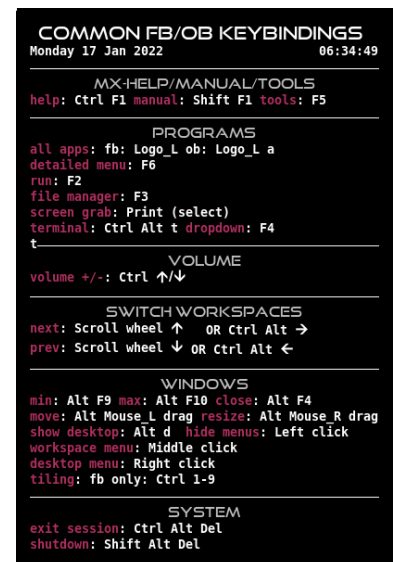 COMMON FB/OB KEYBINDINGS
Monday 17 Jan 2022 06:34:49
MX-HELP/MANUAL/TOOLS
help: Ctrl F1 manual: Shift F1 tools: F5
PROGRAMS
all apps: fb: Logo_L ob: Logo_L a
detailed menu: F6
run: F2
file manager: F3
screen grab: Print (select)
terminal: Ctrl Alt t dropdown: F4
t
VOLUME
volume +/-: Ctrl ↑/↓
SWITCH WORKSPACES
next: Scroll wheel ↑ OR Ctrl Alt →
prev: Scroll wheel ↓ OR Ctrl Alt ←
WINDOWS
min: Alt F9 max: Alt F10 close: Alt F4
move: Alt Mouse_L drag resize: Alt Mouse_R drag
show desktop: Alt d hide menus: Left click
workspace menu: Middle click
desktop menu: Right click
tiling: fb only: Ctrl 1-9
SYSTEM
exit session: Ctrl Alt Del
shutdown: Shift Alt Del